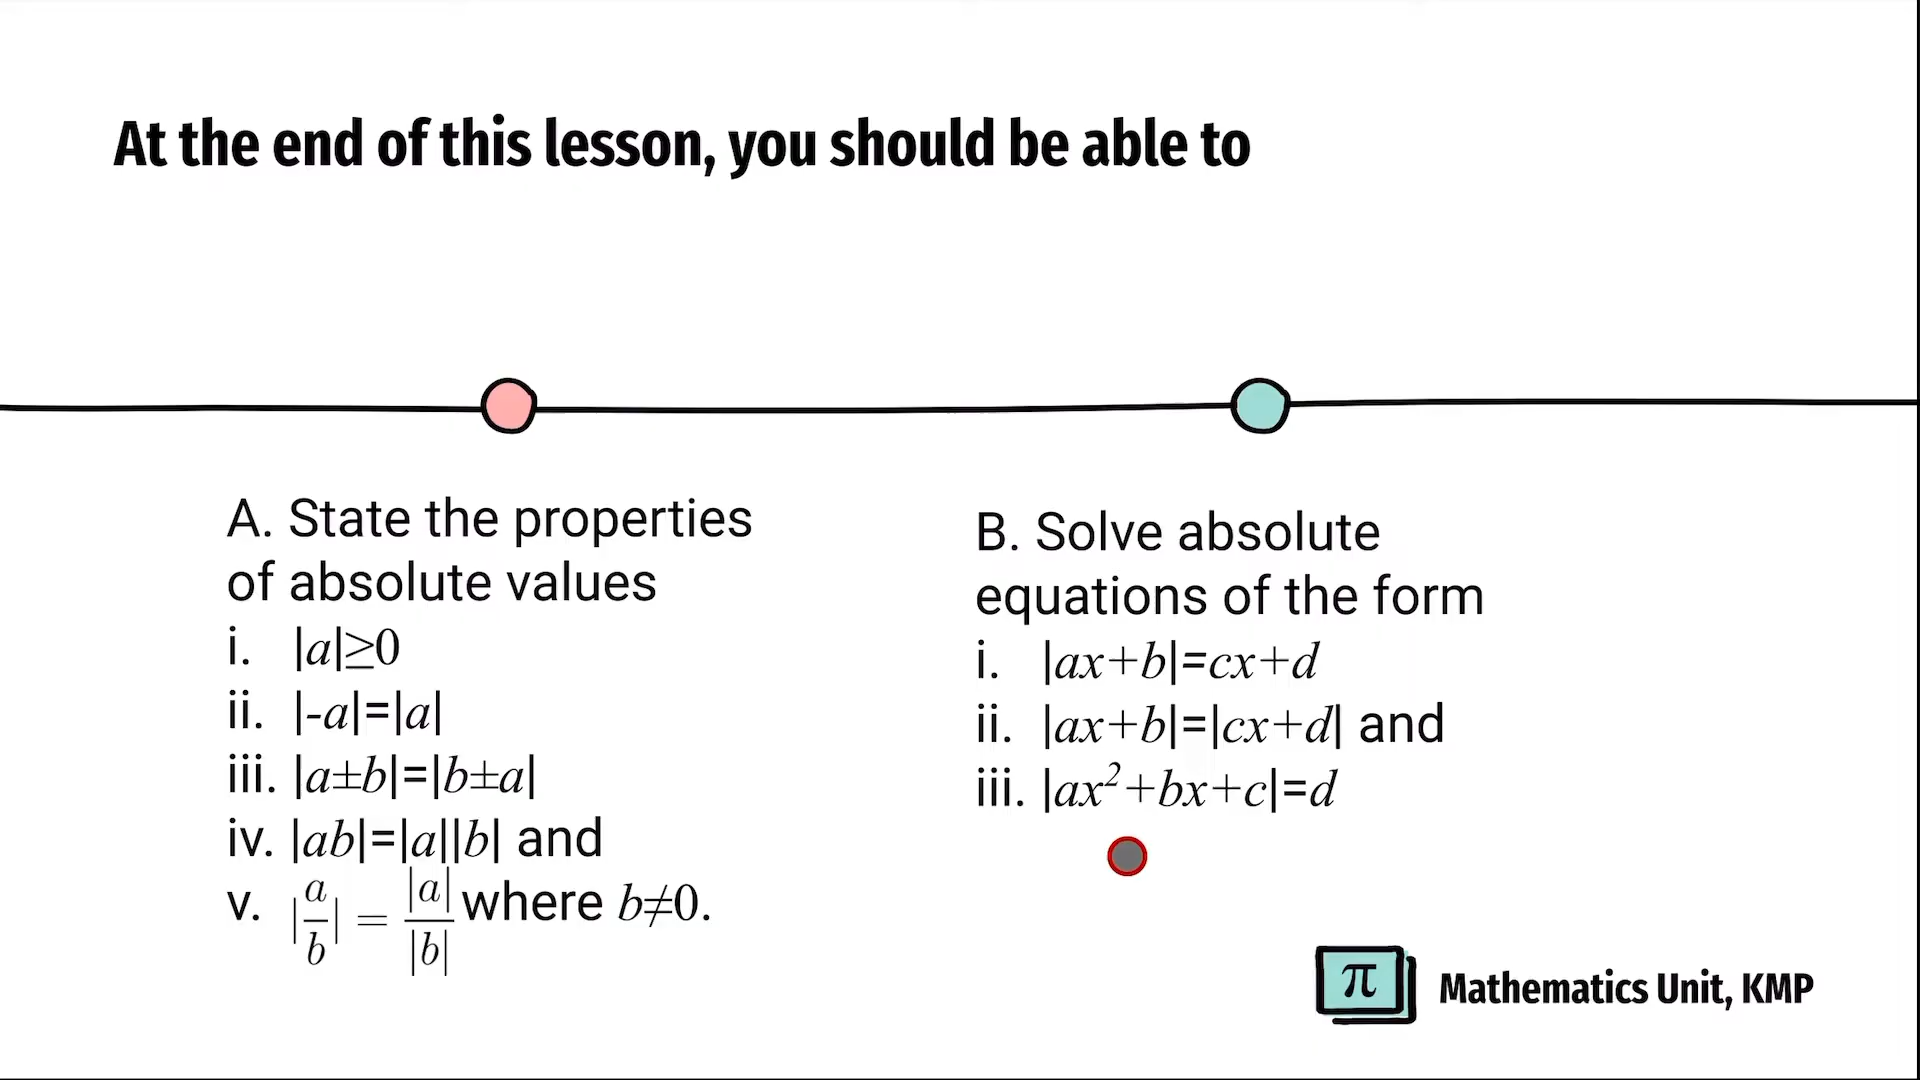 At the end of this lesson, you should be able to
A. State the properties
of absolute values
i. |a|≥0
ii. |-a|=|a|
iii. |a±b|=|b±a|
iv. |ab|=|a||b| and
v. |a/b| = |a|/|b| where b≠0.
B. Solve absolute
equations of the form
i. |ax+b|=cx+d
ii. |ax+b|=|cx+d| and
iii. |ax²+bx+c|=d
π
Mathematics Unit, KMP